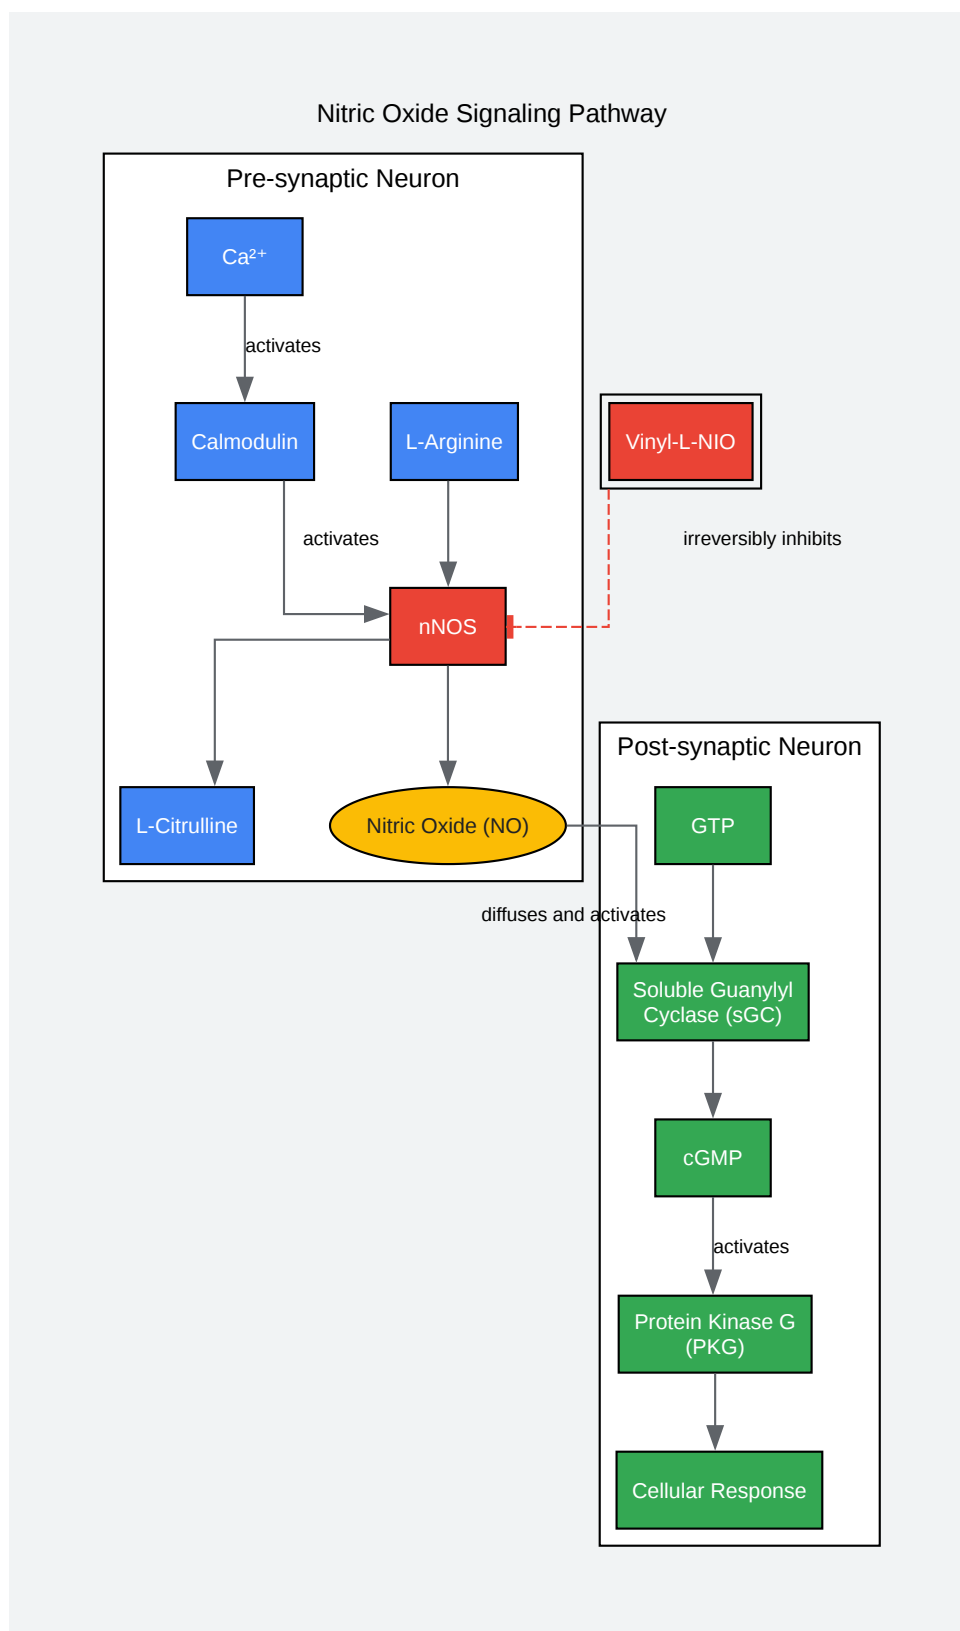 Nitric Oxide Signaling Pathway
Pre-synaptic Neuron
Ca²⁺
activates
Calmodulin
L-Arginine
Vinyl-L-NIO
activates
irreversibly inhibits
nNOS
Post-synaptic Neuron
L-Citrulline
Nitric Oxide (NO)
GTP
diffuses and activates
Soluble Guanylyl
Cyclase (sGC)
cGMP
activates
Protein Kinase G
(PKG)
Cellular Response